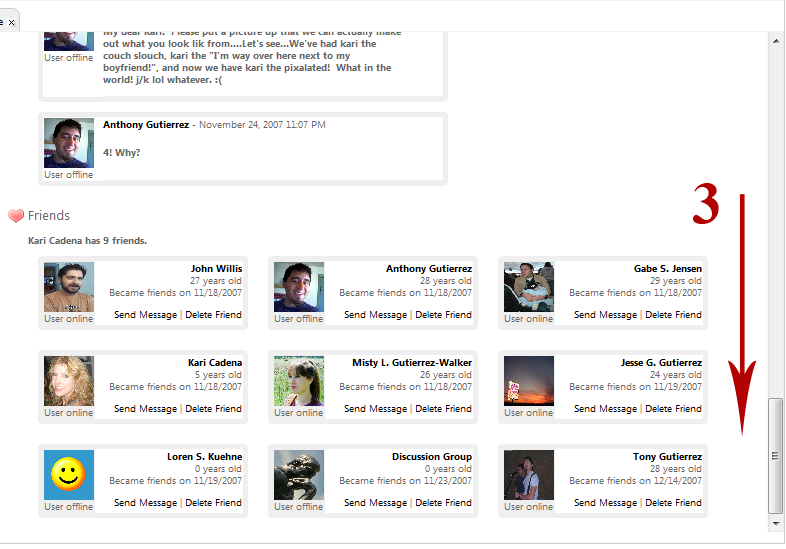 e x
my dear Kari. Please put a picture up that we can actually make
out what you look lik from....Let's see...We've had kari the
couch slouch, kari the "I'm way over here next to my
boyfriend!", and now we have kari the pixalated! What in the
world! j/k lol whatever. :(
User offline
Anthony Gutierrez - November 24, 2007 11:07 PM
4! Why?
User offline
3
Friends
Kari Cadena has 9 friends.
John Willis
27 years old
Became friends on 11/18/2007
Send Message | Delete Friend
User online
Anthony Gutierrez
28 years old
Became friends on 11/18/2007
Send Message | Delete Friend
User offline
Gabe S. Jensen
29 years old
Became friends on 11/18/2007
Send Message | Delete Friend
User online
Kari Cadena
5 years old
Became friends on 11/18/2007
Send Message | Delete Friend
User online
Misty L. Gutierrez-Walker
26 years old
Became friends on 11/18/2007
Send Message | Delete Friend
User online
Jesse G. Gutierrez
24 years old
Became friends on 11/19/2007
Send Message | Delete Friend
User online
Loren S. Kuehne
0 years old
Became friends on 11/19/2007
Send Message | Delete Friend
User offline
Discussion Group
0 years old
Became friends on 11/23/2007
Send Message | Delete Friend
User offline
Tony Gutierrez
28 years old
Became friends on 12/14/2007
Send Message | Delete Friend
User online